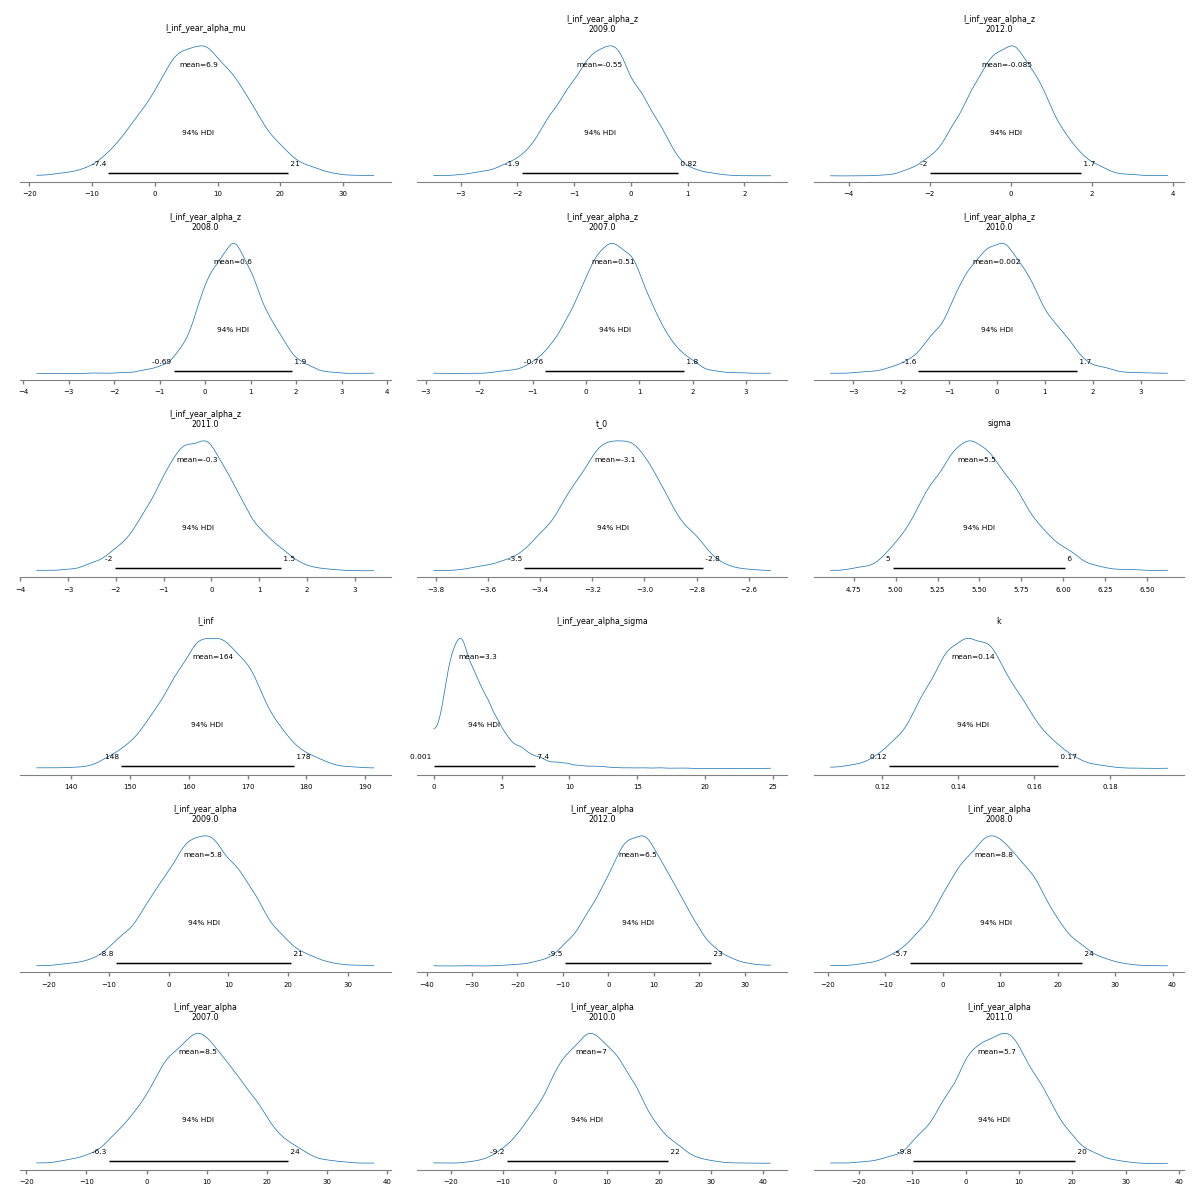 l_inf_year_alpha_mu
mean=6.9
94% HDI
-7.4 21
−20 −10 0 10 20 30
l_inf_year_alpha_z
2009.0
mean=-0.55
94% HDI
-1.9 0.82
−3 −2 −1 0 1 2
l_inf_year_alpha_z
2012.0
mean=-0.085
94% HDI
-2 1.7
−4 −2 0 2 4
l_inf_year_alpha_z
2008.0
mean=0.6
94% HDI
-0.69 1.9
−4 −3 −2 −1 0 1 2 3 4
l_inf_year_alpha_z
2007.0
mean=0.51
94% HDI
-0.76 1.8
−3 −2 −1 0 1 2 3
l_inf_year_alpha_z
2010.0
mean=0.002
94% HDI
-1.6 1.7
−3 −2 −1 0 1 2 3
l_inf_year_alpha_z
2011.0
mean=-0.3
94% HDI
-2 1.5
−4 −3 −2 −1 0 1 2 3
t_0
mean=-3.1
94% HDI
-3.5 -2.8
−3.8 −3.6 −3.4 −3.2 −3.0 −2.8 −2.6
sigma
mean=5.5
94% HDI
5 6
4.75 5.00 5.25 5.50 5.75 6.00 6.25 6.50
l_inf
mean=164
94% HDI
148 178
140 150 160 170 180 190
l_inf_year_alpha_sigma
mean=3.3
94% HDI
0.001 7.4
0 5 10 15 20 25
k
mean=0.14
94% HDI
0.12 0.17
0.12 0.14 0.16 0.18
l_inf_year_alpha
2009.0
mean=5.8
94% HDI
-8.8 21
−20 −10 0 10 20 30
l_inf_year_alpha
2012.0
mean=6.5
94% HDI
-9.5 23
−40 −30 −20 −10 0 10 20 30
l_inf_year_alpha
2008.0
mean=8.8
94% HDI
-5.7 24
−20 −10 0 10 20 30 40
l_inf_year_alpha
2007.0
mean=8.5
94% HDI
-6.3 24
−20 −10 0 10 20 30 40
l_inf_year_alpha
2010.0
mean=7
94% HDI
-9.2 22
−20 −10 0 10 20 30 40
l_inf_year_alpha
2011.0
mean=5.7
94% HDI
-9.8 20
−20 −10 0 10 20 30 40